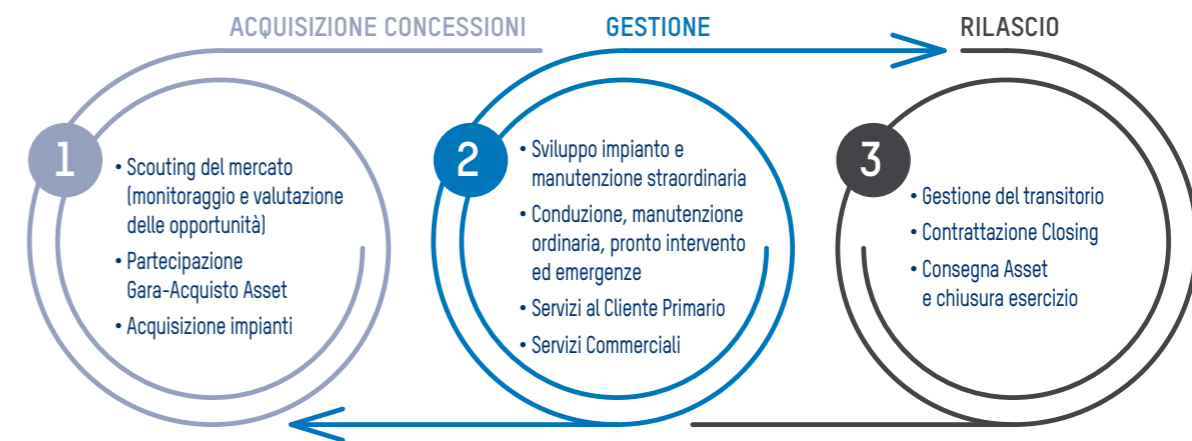 ACQUISIZIONE CONCESSIONI
1
• Scouting del mercato
(monitoraggio e valutazione
delle opportunità)
• Partecipazione
Gara-Acquisto Asset
• Acquisizione impianti
GESTIONE
2
• Sviluppo impianto e
manutenzione straordinaria
• Conduzione, manutenzione
ordinaria, pronto intervento
ed emergenze
• Servizi al Cliente Primario
• Servizi Commerciali
RILASCIO
3
• Gestione del transitorio
• Contrattazione Closing
• Consegna Asset
e chiusura esercizio